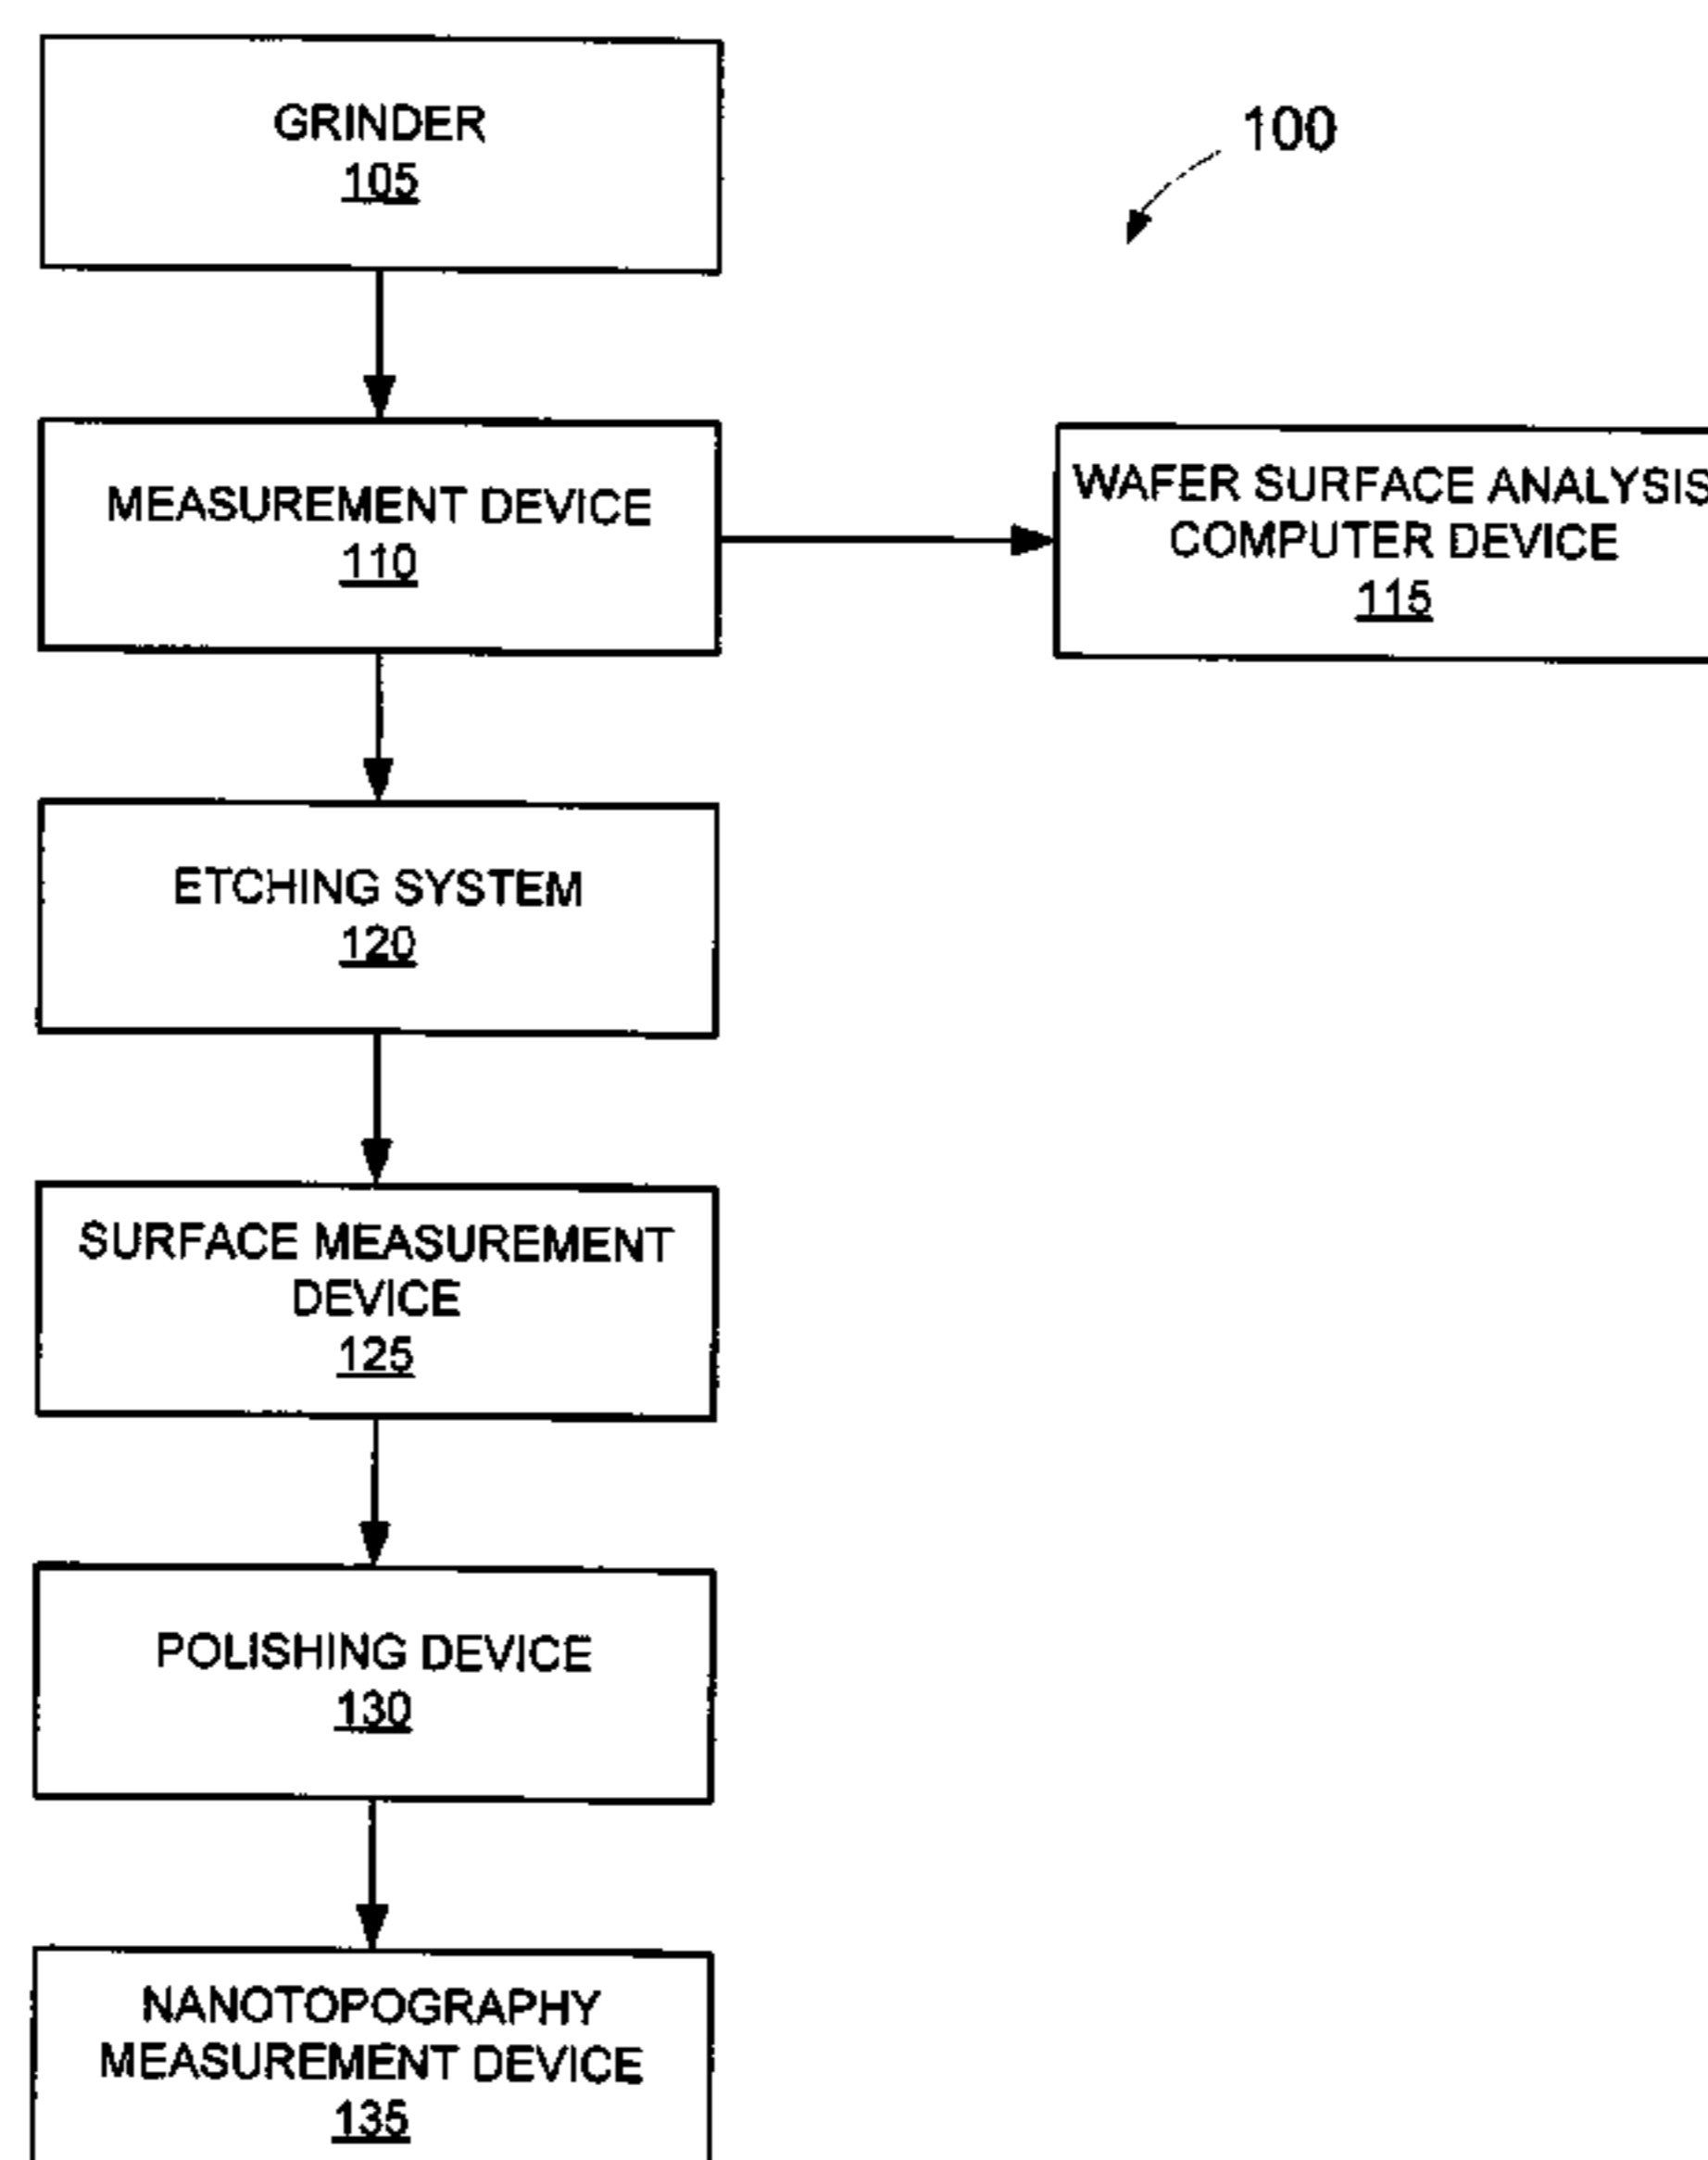 GRINDER
105
100
MEASUREMENT DEVICE
110
WAFER SURFACE ANALYSIS
COMPUTER DEVICE
115
ETCHING SYSTEM
120
SURFACE MEASUREMENT
DEVICE
125
POLISHING DEVICE
130
NANOTOPOGRAPHY
MEASUREMENT DEVICE
135